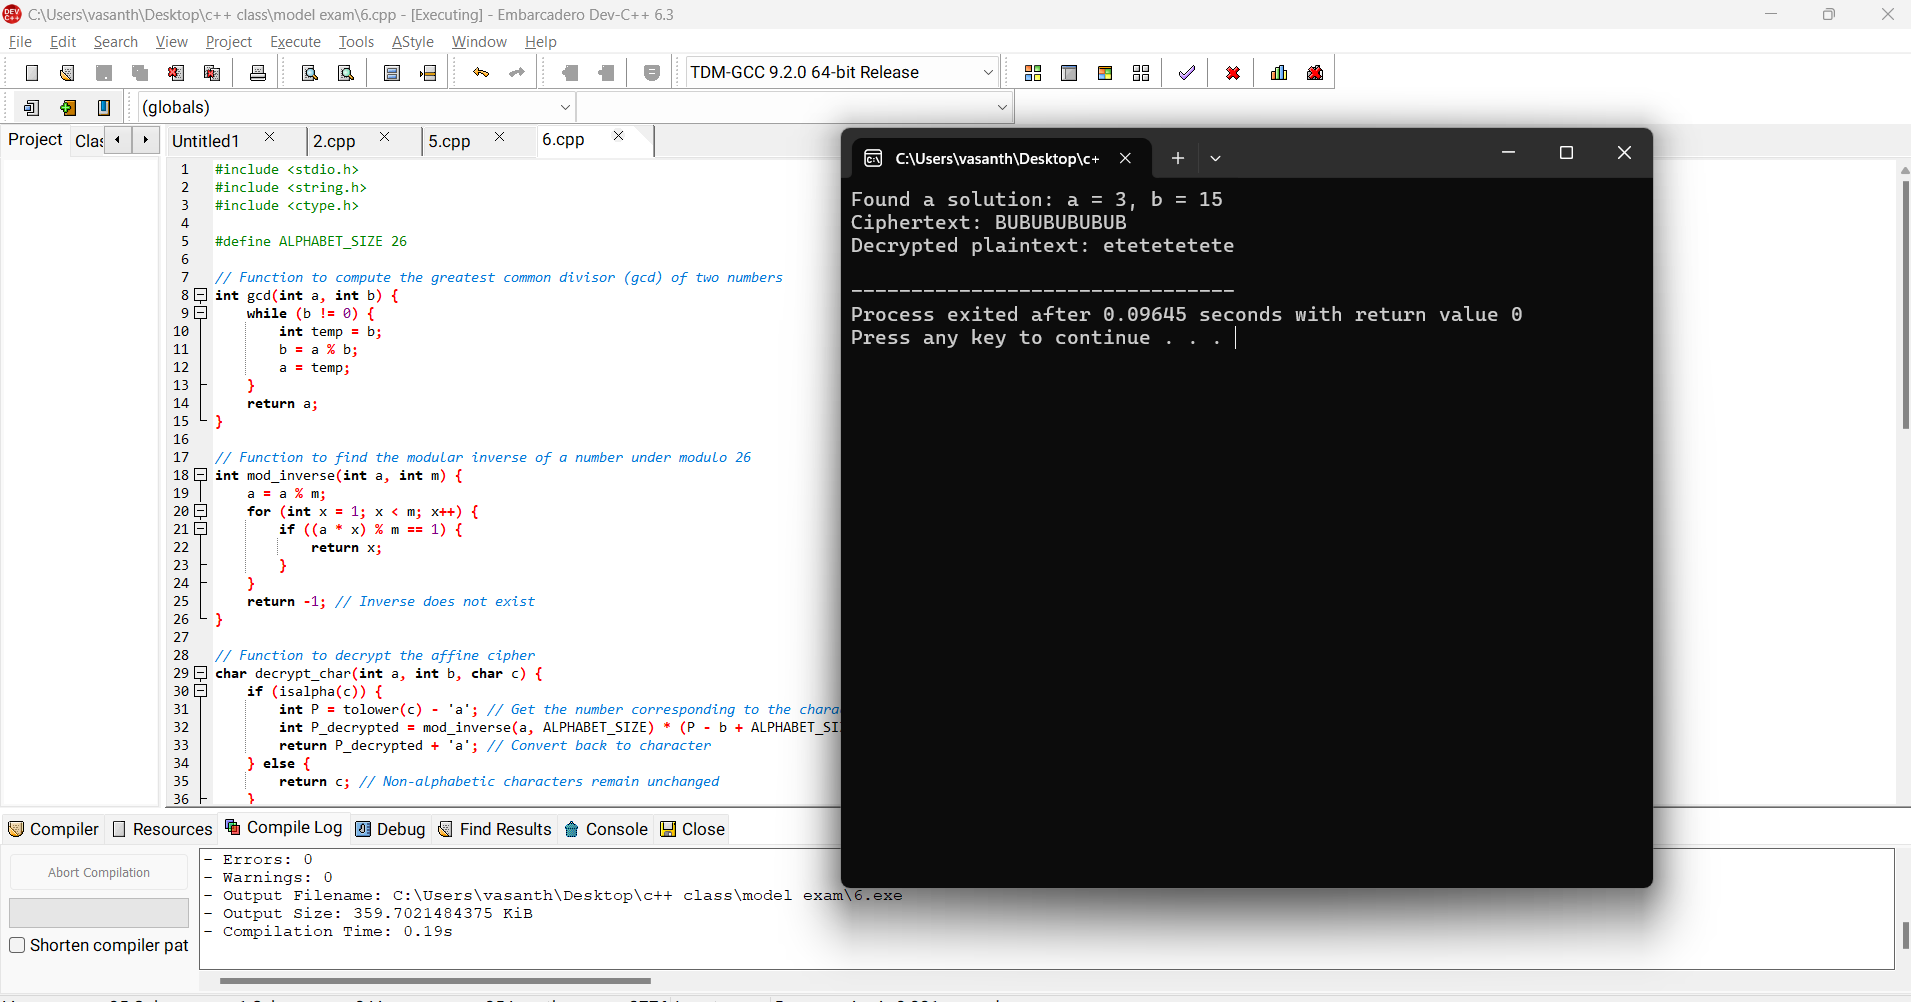 C:\Users\vasanth\Desktop\c++ class\model exam\6.cpp - [Executing] - Embarcadero Dev-C++ 6.3
File Edit Search View Project Execute Tools AStyle Window Help
TDM-GCC 9.2.0 64-bit Release
(globals)
Project Clas Untitled1 2.cpp 5.cpp 6.cpp
1 #include <stdio.h>
2 #include <string.h>
3 #include <ctype.h>
4
5 #define ALPHABET_SIZE 26
6
7 // Function to compute the greatest common divisor (gcd) of two numbers
8 int gcd(int a, int b) {
9 while (b != 0) {
10 int temp = b;
11 b = a % b;
12 a = temp;
13 }
14 return a;
15 }
16
17 // Function to find the modular inverse of a number under modulo 26
18 int mod_inverse(int a, int m) {
19 a = a % m;
20 for (int x = 1; x < m; x++) {
21 if ((a * x) % m == 1) {
22 return x;
23 }
24 }
25 return -1; // Inverse does not exist
26 }
27
28 // Function to decrypt the affine cipher
29 char decrypt_char(int a, int b, char c) {
30 if (isalpha(c)) {
31 int P = tolower(c) - 'a'; // Get the number corresponding to the chara
32 int P_decrypted = mod_inverse(a, ALPHABET_SIZE) * (P - b + ALPHABET_SI
33 return P_decrypted + 'a'; // Convert back to character
34 } else {
35 return c; // Non-alphabetic characters remain unchanged
36 }
C:\Users\vasanth\Desktop\c+
Found a solution: a = 3, b = 15
Ciphertext: BUBUBUBUBUB
Decrypted plaintext: etetetetete
--------------------------------
Process exited after 0.09645 seconds with return value 0
Press any key to continue . . .
Compiler Resources Compile Log Debug Find Results Console Close
Abort Compilation
Shorten compiler pat
- Errors: 0
- Warnings: 0
- Output Filename: C:\Users\vasanth\Desktop\c++ class\model exam\6.exe
- Output Size: 359.7021484375 KiB
- Compilation Time: 0.19s